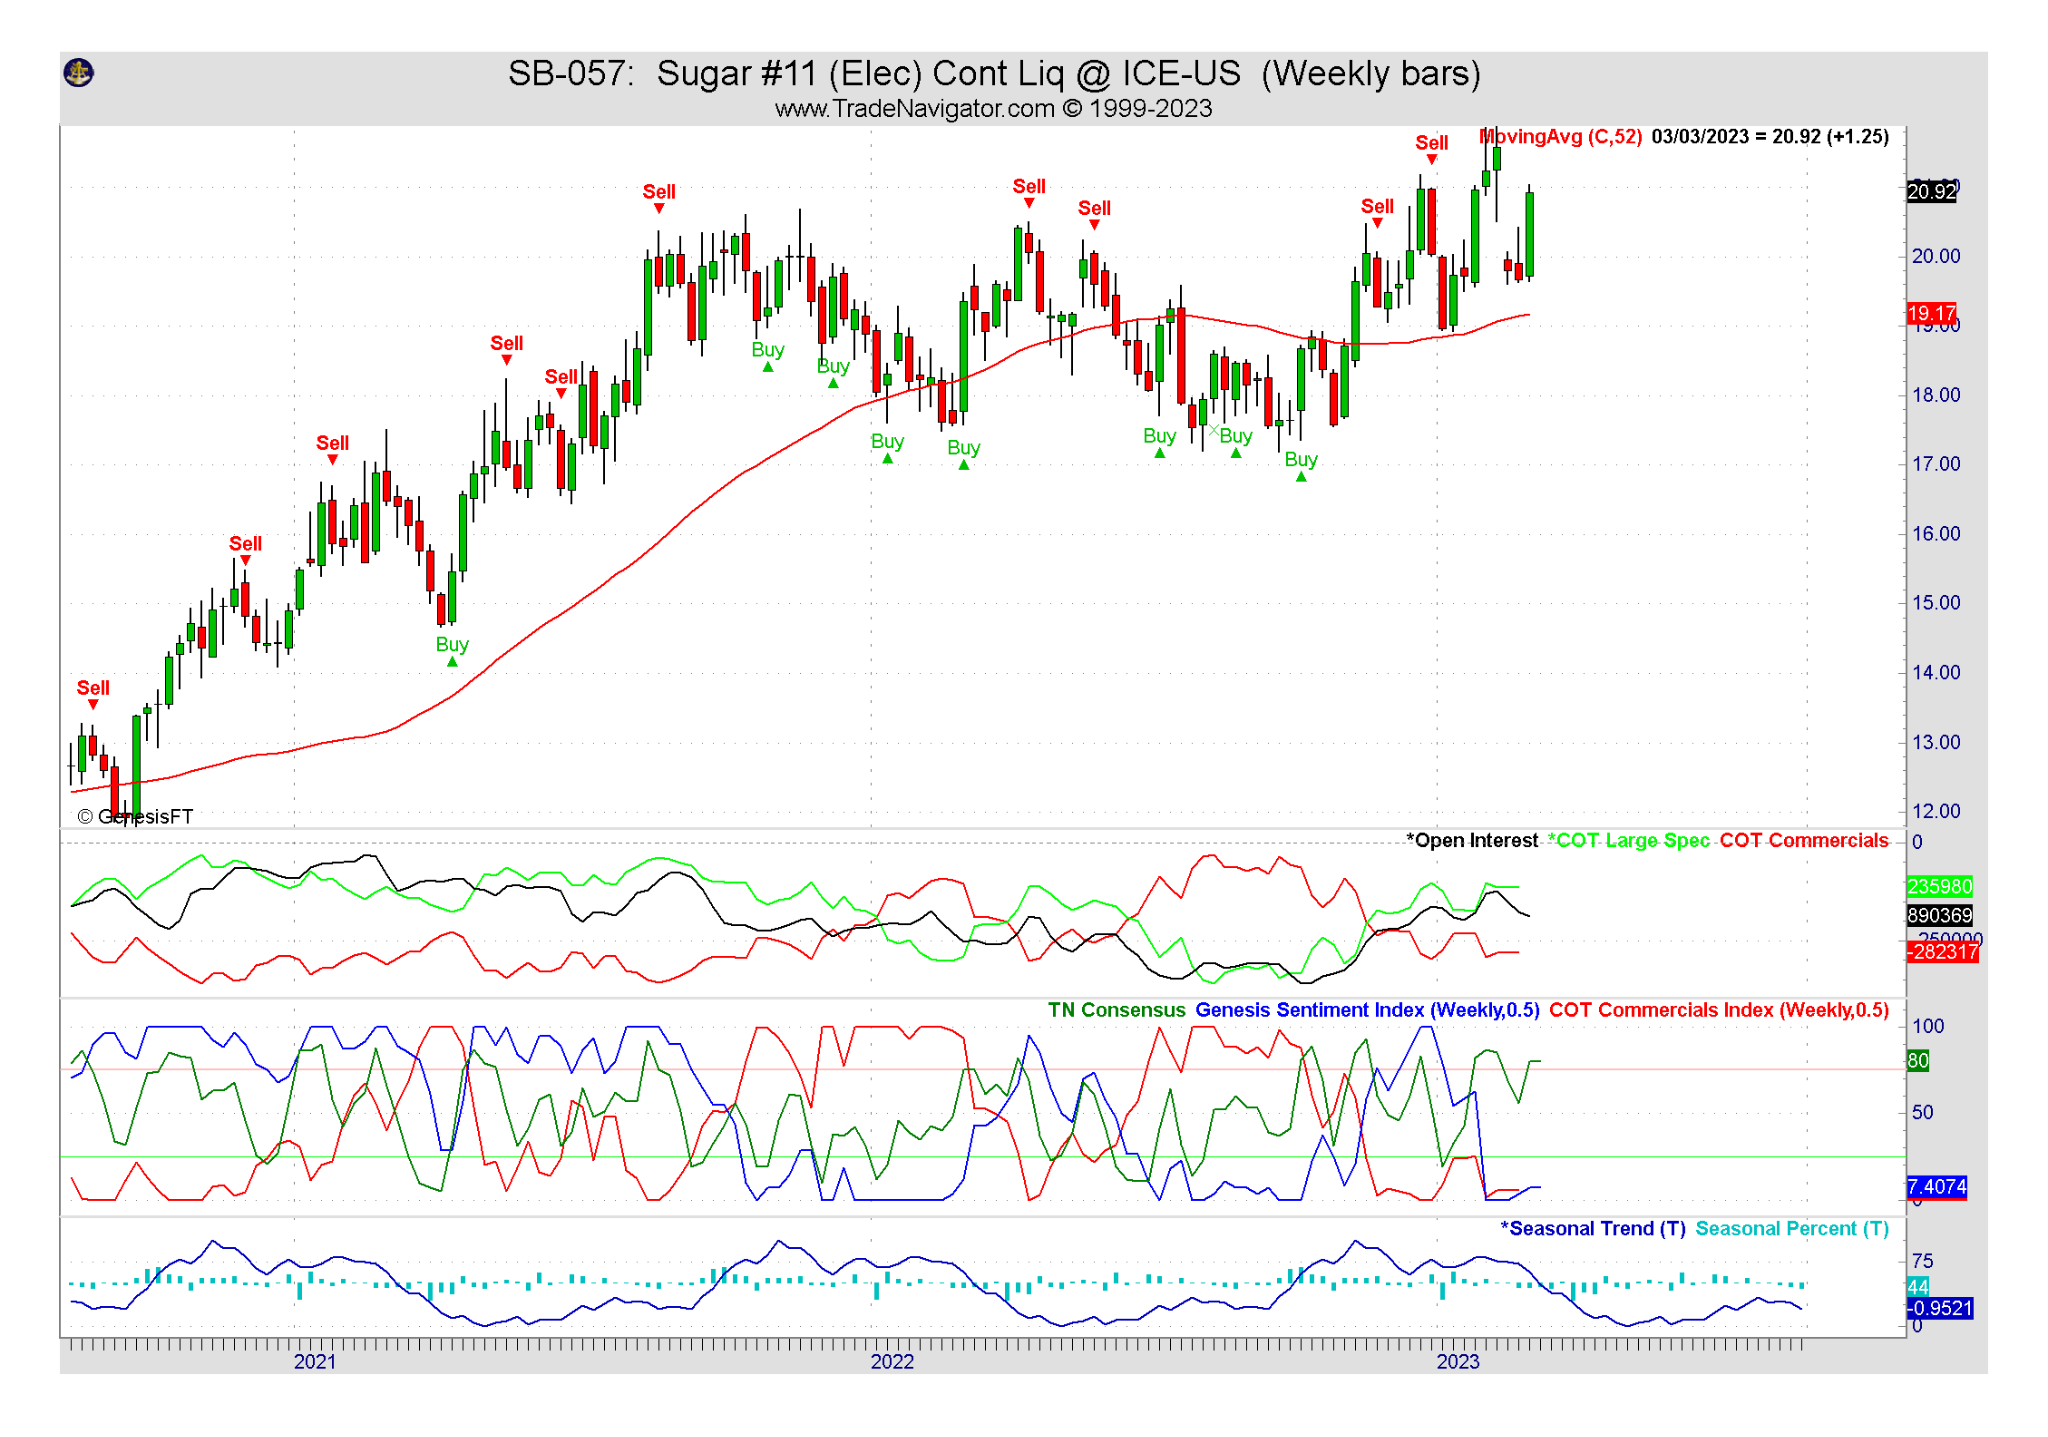 SB-057: Sugar #11 (Elec) Cont Liq @ ICE-US (Weekly bars)
www.TradeNavigator.com © 1999-2023
MovingAvg (C,52) 03/03/2023 = 20.92 (+1.25)
Sell
Sell
Sell
Sell
Sell
Sell
Sell
Sell
Sell
Sell
Buy
Buy
Buy
Buy
Buy
Buy
Buy
Buy
20.92
20.00
19.17
19.00
18.00
17.00
16.00
15.00
14.00
13.00
12.00
© GenesisFT
*Open Interest *COT Large Spec COT Commercials
0
235980
890369
-250000
-282317
TN Consensus Genesis Sentiment Index (Weekly,0.5) COT Commercials Index (Weekly,0.5)
100
80
50
7.4074
0
*Seasonal Trend (T) Seasonal Percent (T)
75
44
-0.9521
0
2021 2022 2023